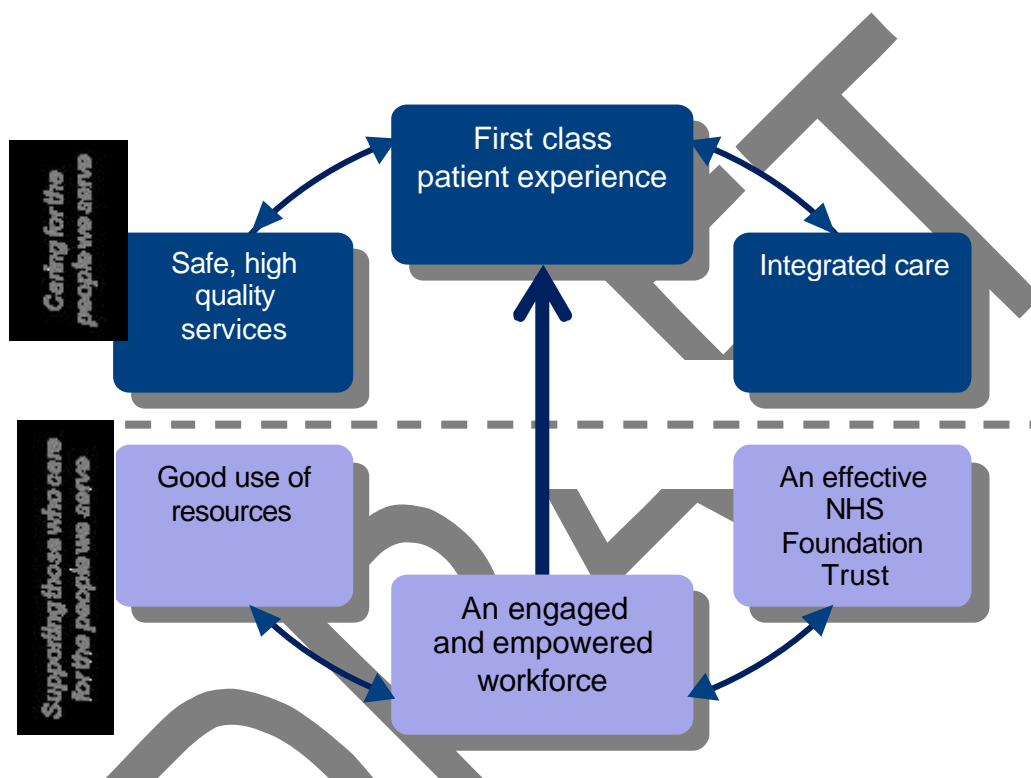 First class
patient experience
Caring for the
people we serve
Safe, high
quality
services
Integrated care
Supporting those who care
for the people we serve
Good use of
resources
An effective
NHS
Foundation
Trust
An engaged
and empowered
workforce